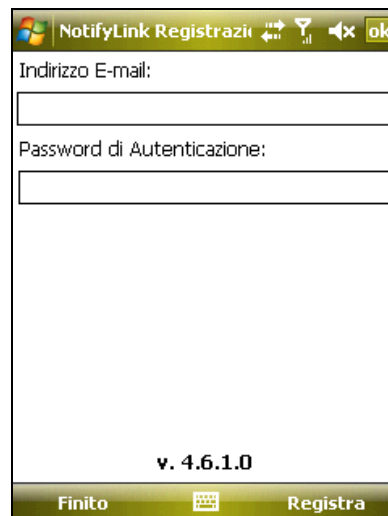 NotifyLink Registrazi
ok
Indirizzo E-mail:
Password di Autenticazione:
v. 4.6.1.0
Finito
Registra